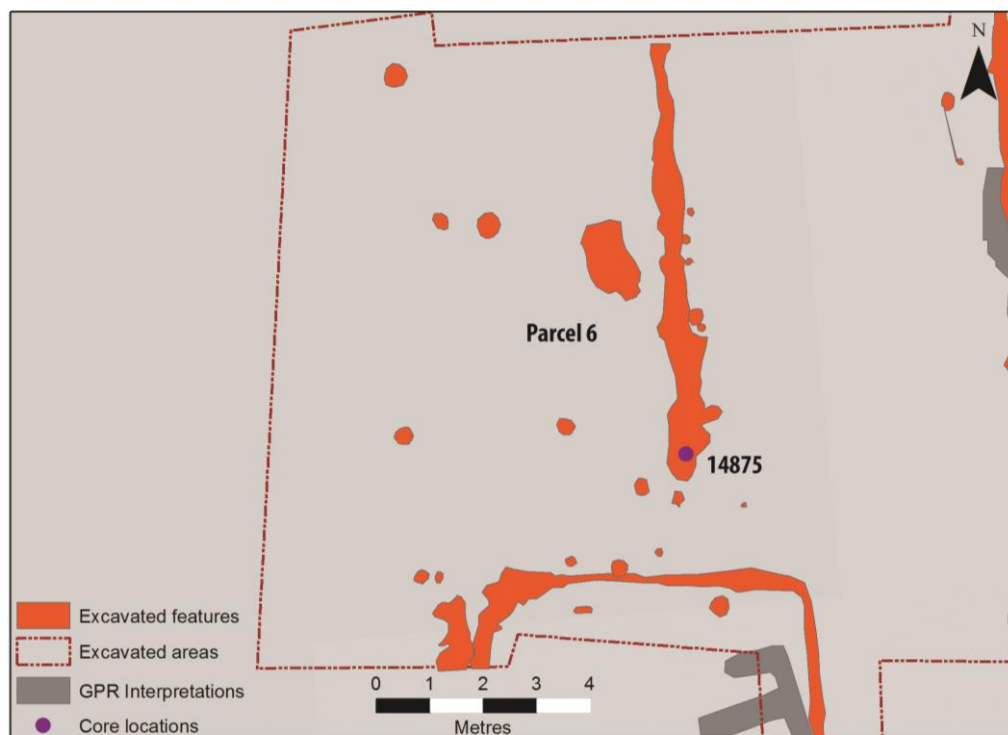 N
Parcel 6
14875
Excavated features
Excavated areas
GPR Interpretations
Core locations
0 1 2 3 4
Metres